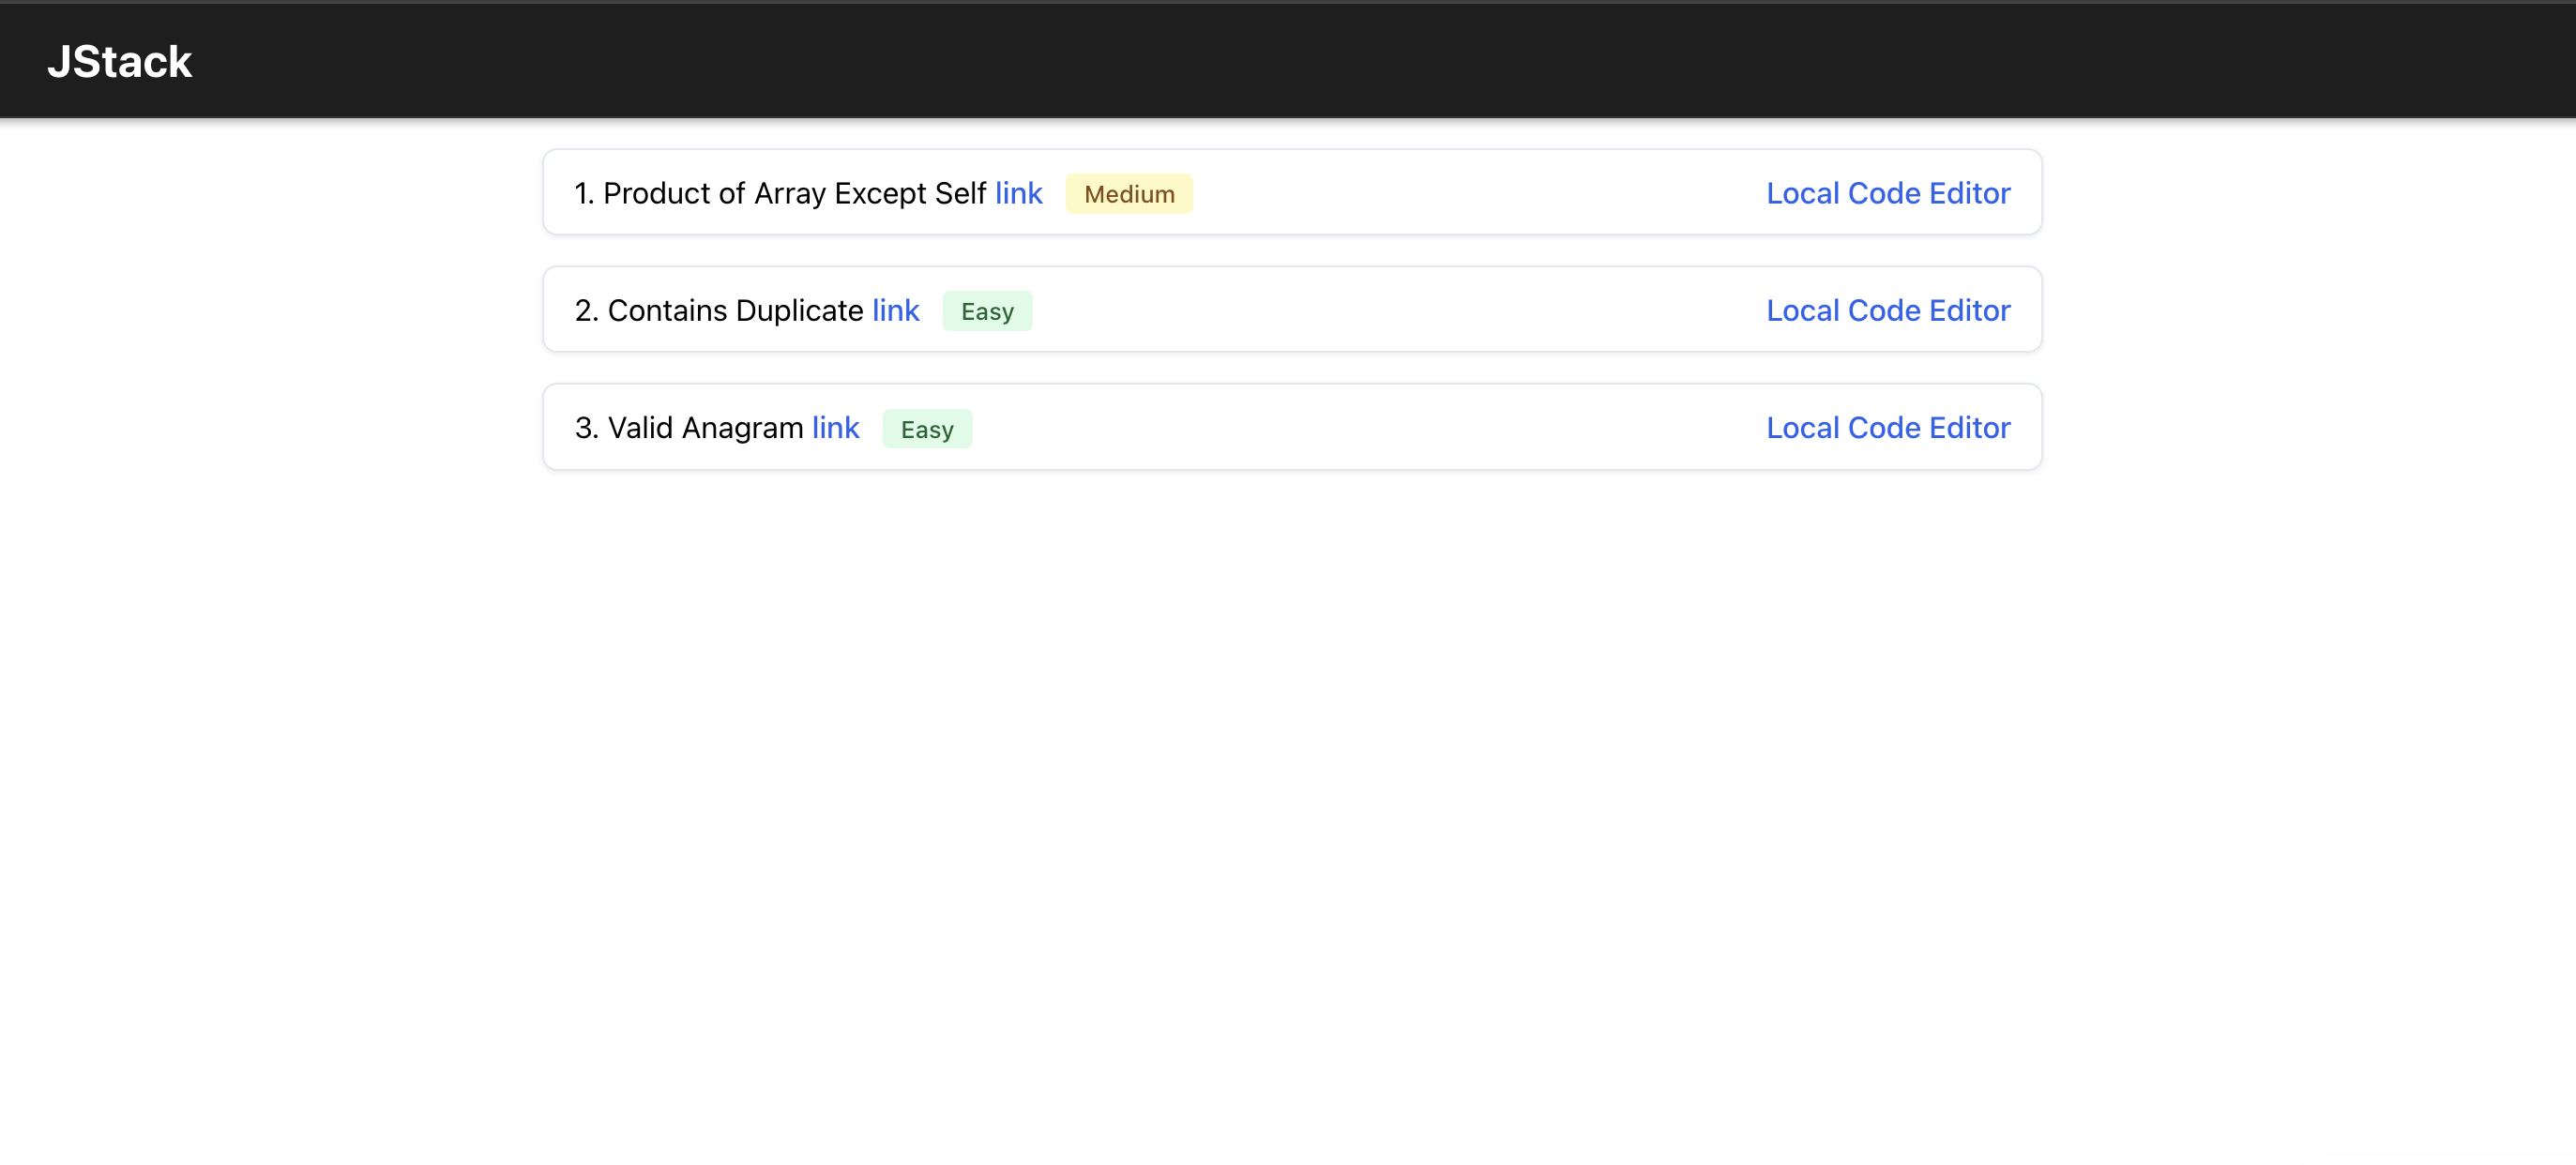 JStack
1. Product of Array Except Self link Medium Local Code Editor
2. Contains Duplicate link Easy Local Code Editor
3. Valid Anagram link Easy Local Code Editor